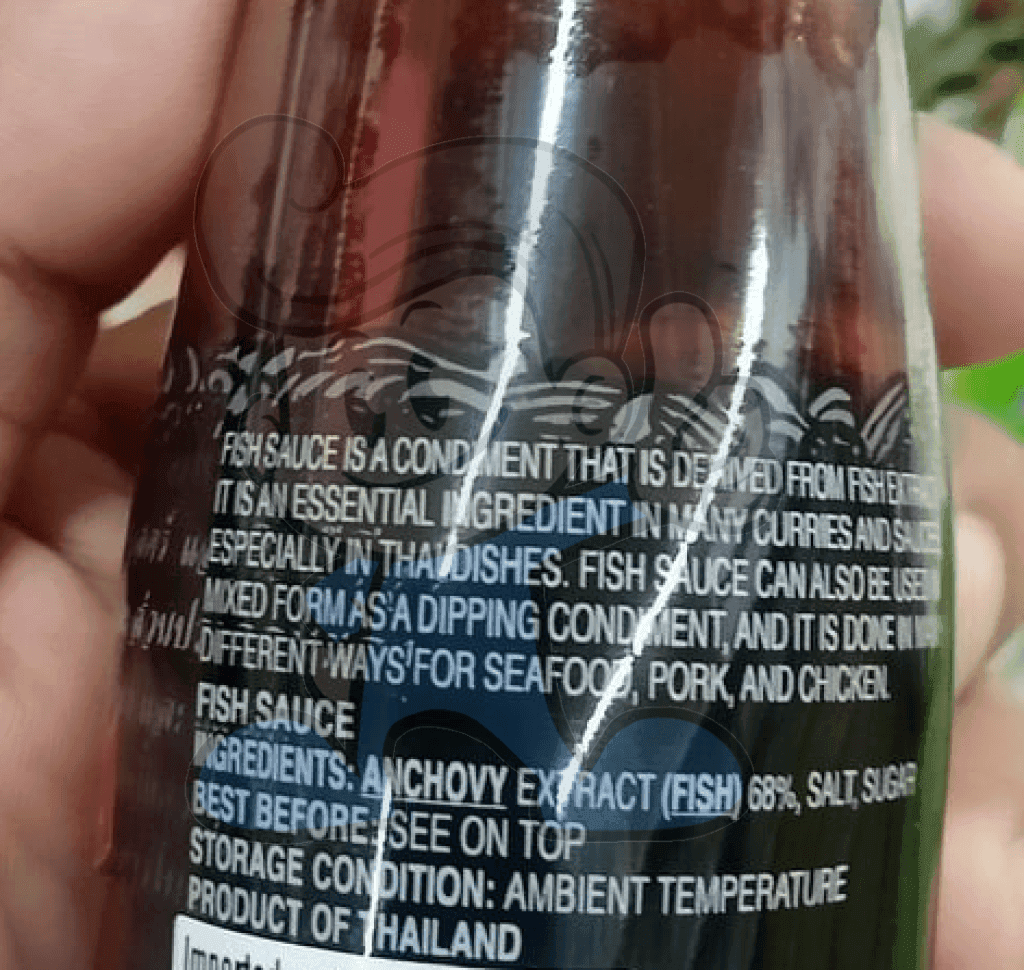 FISH SAUCE IS A CONDIMENT THAT IS DERIVED FROM FISH
IT IS AN ESSENTIAL INGREDIENT IN MANY CURRIES AND
ESPECIALLY IN THAI DISHES. FISH SAUCE CAN ALSO BE USED
MIXED FORM AS A DIPPING CONDIMENT, AND IT IS DONE IN
DIFFERENT WAYS FOR SEAFOOD, PORK, AND CHICKEN.
FISH SAUCE
INGREDIENTS: ANCHOVY EXTRACT (FISH) 68%, SALT, SUGAR
BEST BEFORE: SEE ON TOP
STORAGE CONDITION: AMBIENT TEMPERATURE
PRODUCT OF THAILAND